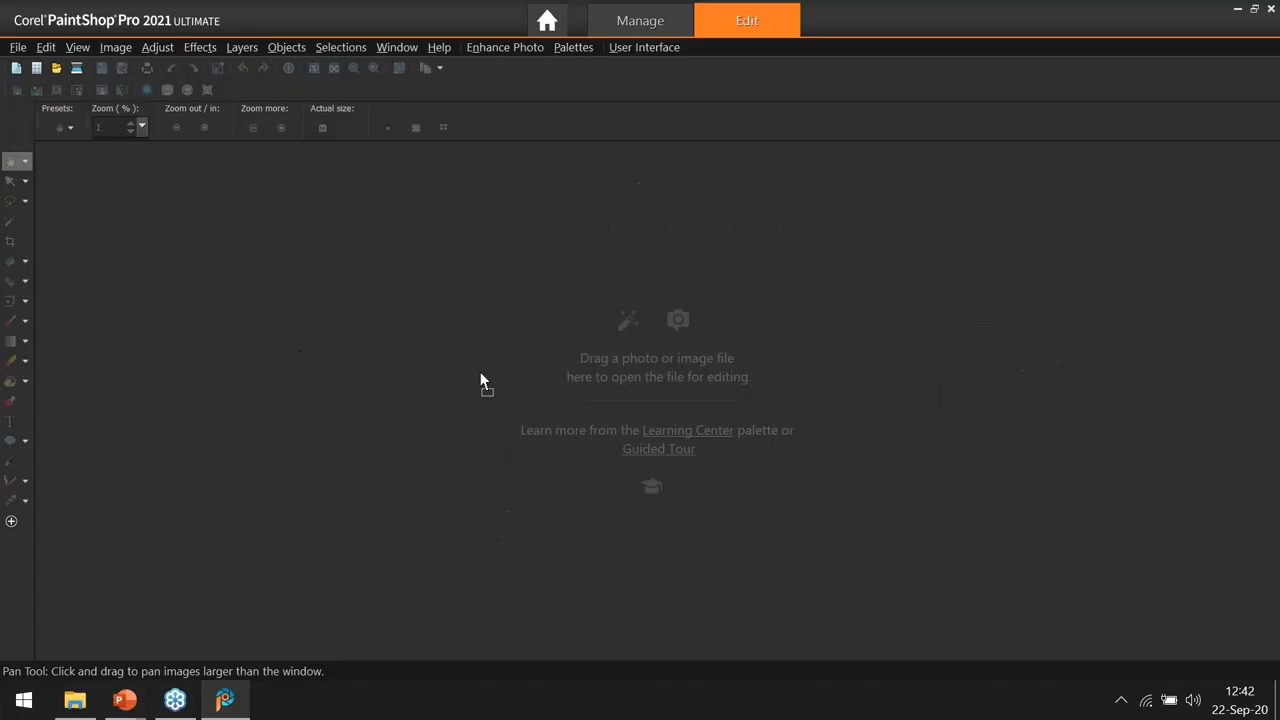 Corel PaintShop Pro 2021 ULTIMATE
Manage
Edit
File Edit View Image Adjust Effects Layers Objects Selections Window Help Enhance Photo Palettes User Interface
Presets: Zoom ( % ): Zoom out / in: Zoom more: Actual size:
1
Drag a photo or image file
here to open the file for editing.
Learn more from the Learning Center palette or
Guided Tour
Pan Tool: Click and drag to pan images larger than the window.
12:42
22-Sep-20